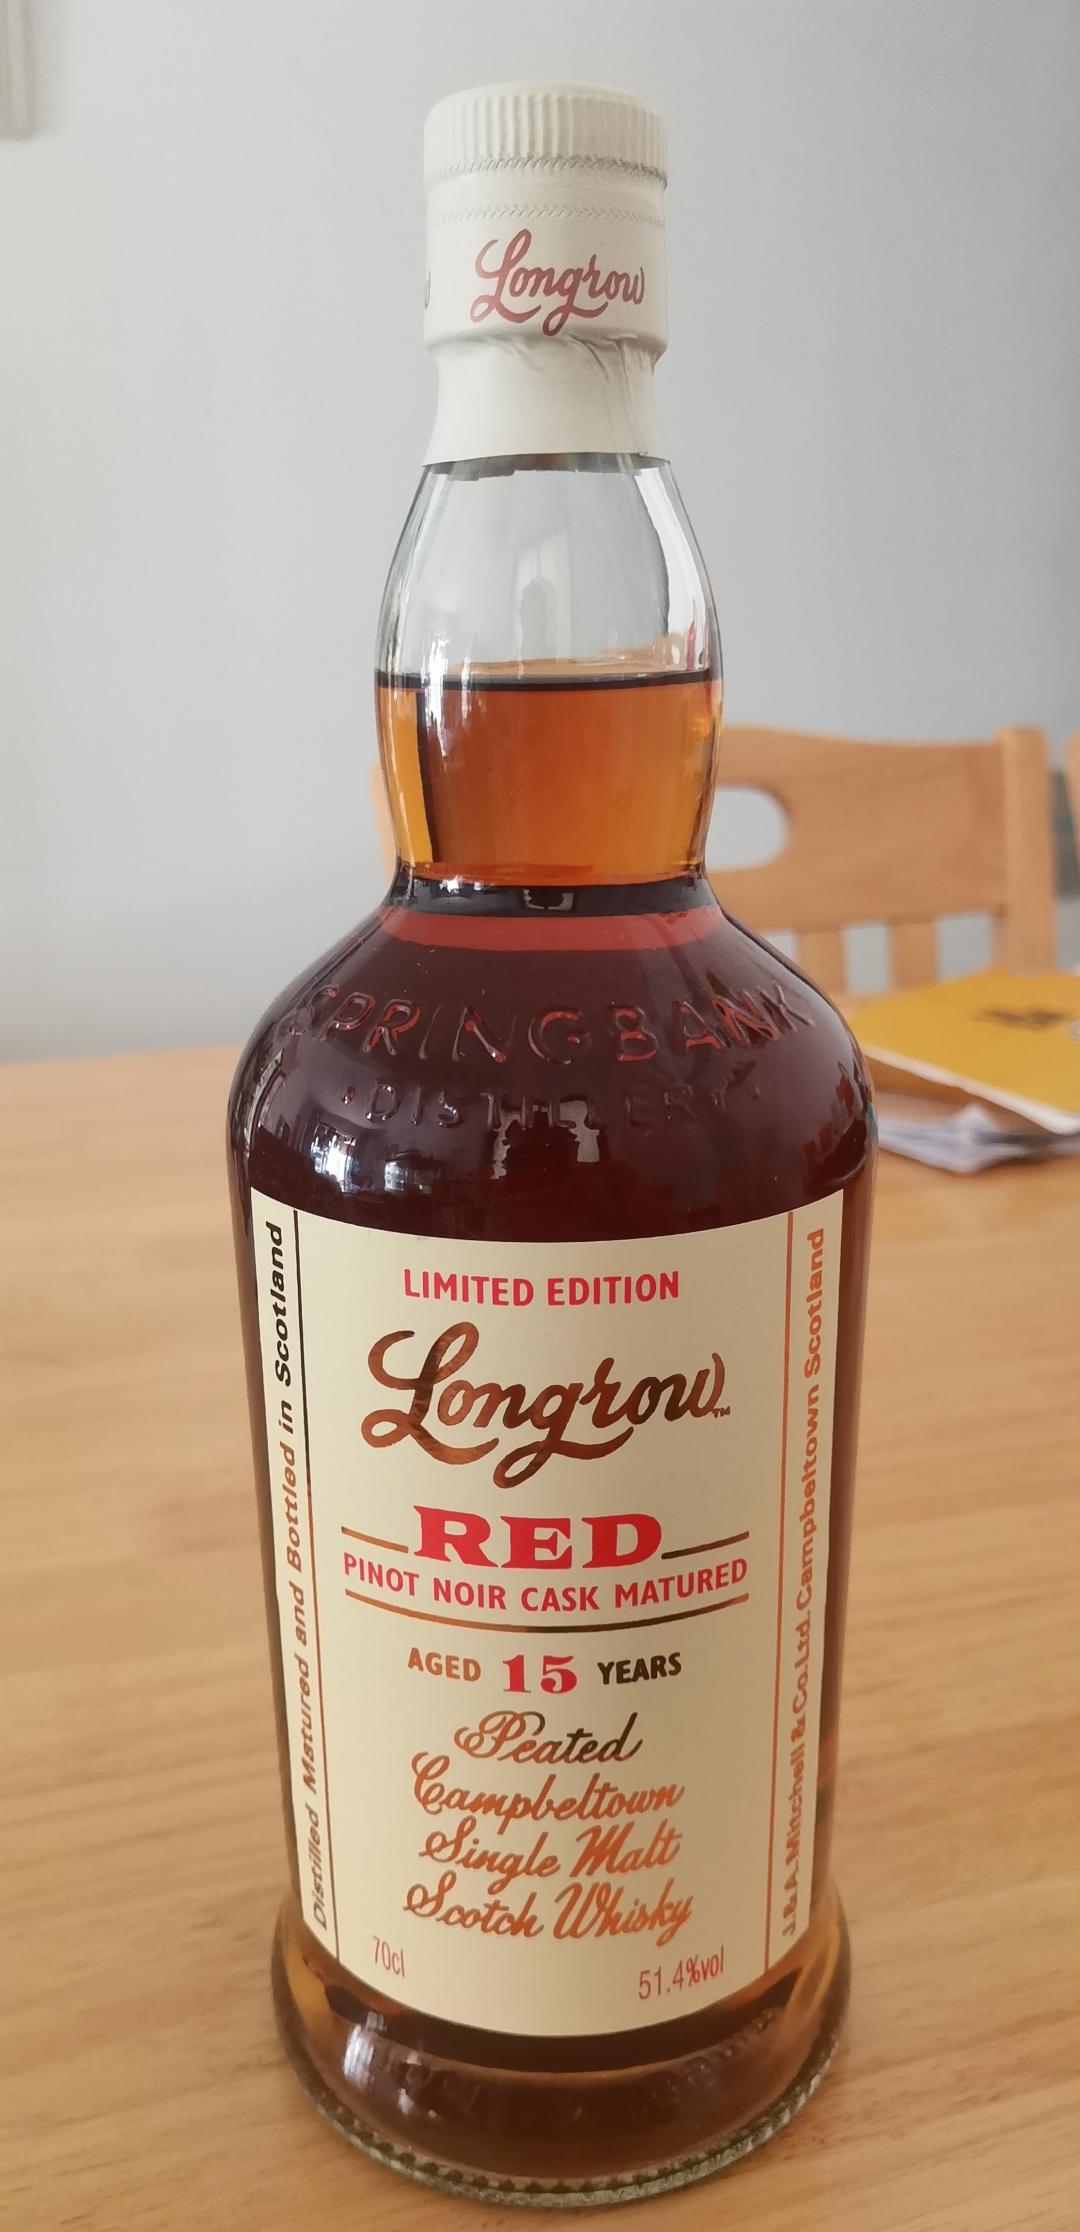 Longrow
SPRINGBANK
·DISTILLERY·
LIMITED EDITION
Longrow™
RED
PINOT NOIR CASK MATURED
AGED 15 YEARS
Peated
Campbeltown
Single Malt
Scotch Whisky
70cl
51.4%vol
Distilled Matured and Bottled in Scotland
J.&A.Mitchell & Co.Ltd.Campbeltown Scotland